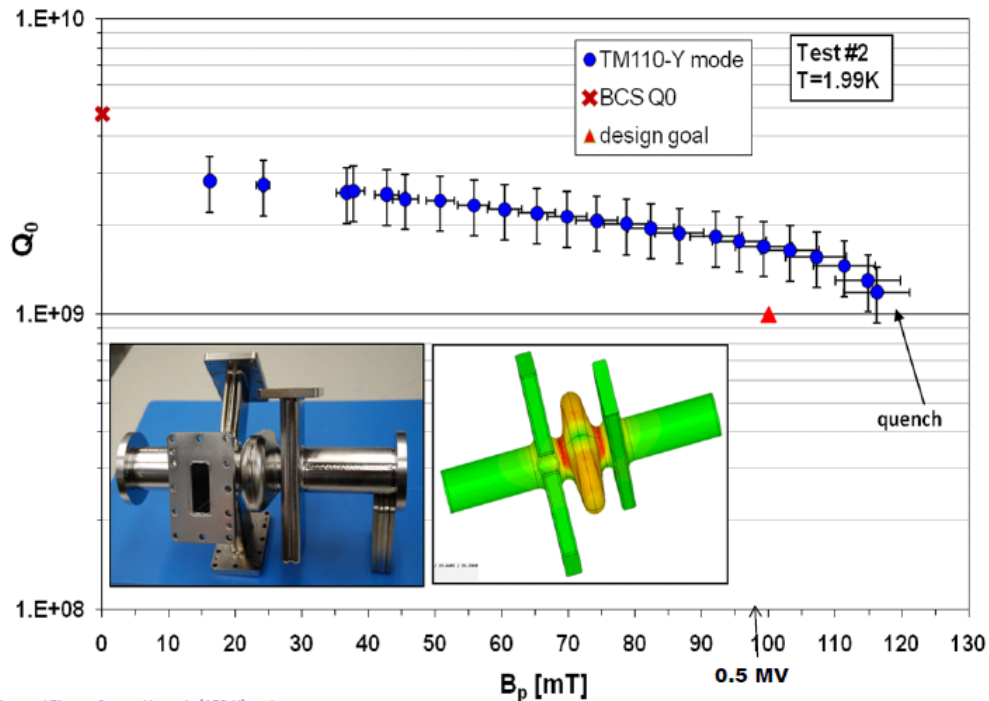 1.E+10
TM110-Y mode
BCS Q0
design goal
Test #2
T=1.99K
Q0
1.E+09
quench
1.E+08
0 10 20 30 40 50 60 70 80 90 100 110 120 130
0.5 MV
Bp [mT]